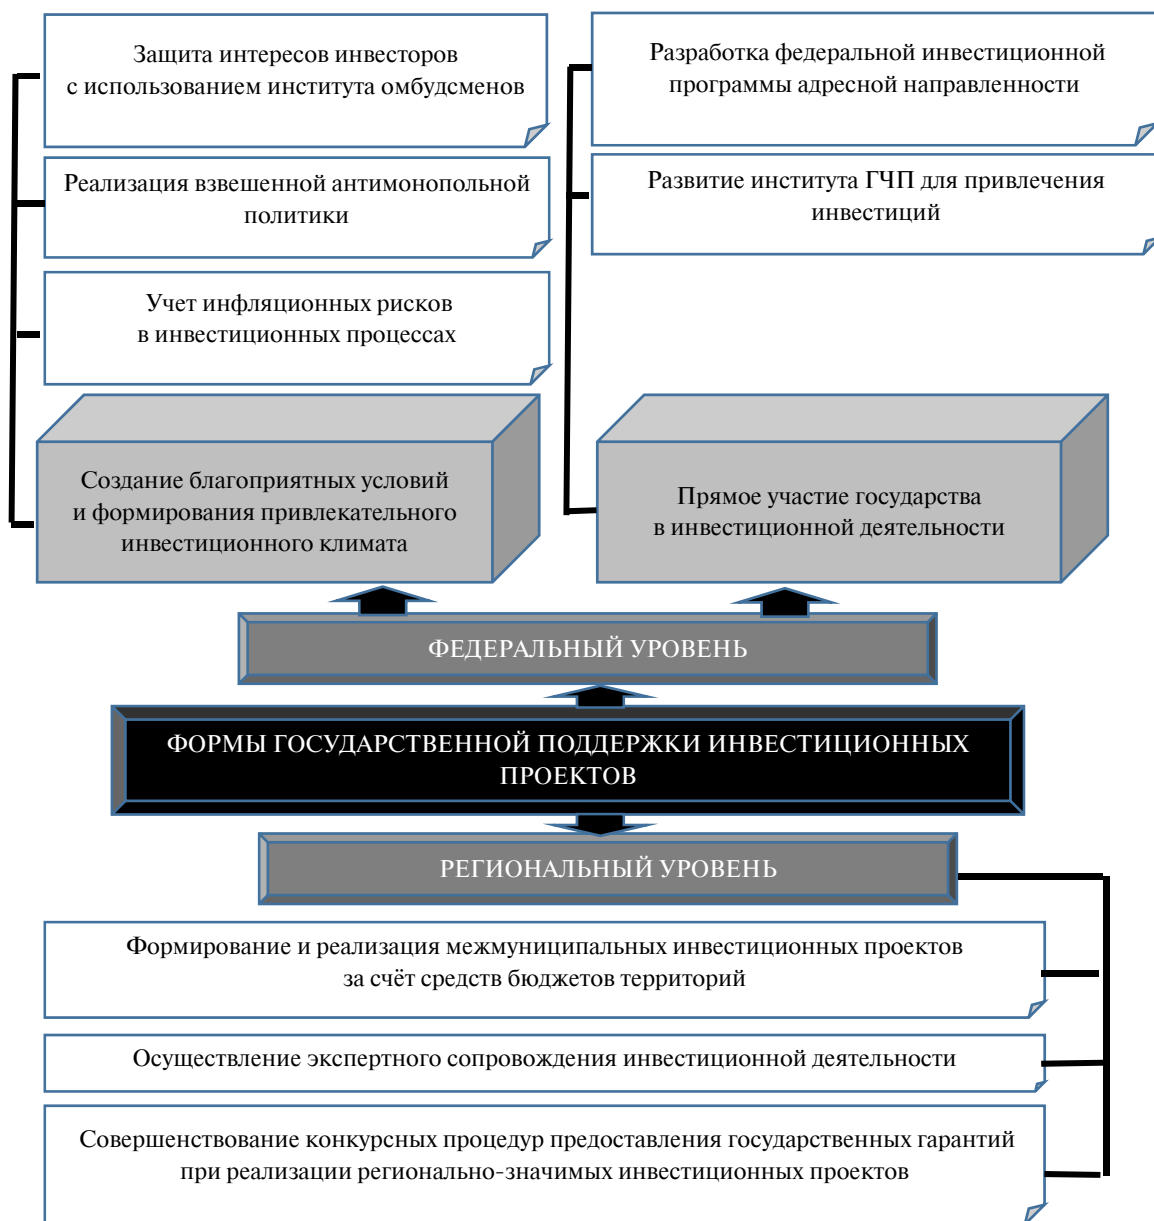 Защита интересов инвесторов
с использованием института омбудсменов
Реализация взвешенной антимонопольной
политики
Учет инфляционных рисков
в инвестиционных процессах
Создание благоприятных условий
и формирования привлекательного
инвестиционного климата
Разработка федеральной инвестиционной
программы адресной направленности
Развитие института ГЧП для привлечения
инвестиций
Прямое участие государства
в инвестиционной деятельности
ФЕДЕРАЛЬНЫЙ УРОВЕНЬ
ФОРМЫ ГОСУДАРСТВЕННОЙ ПОДДЕРЖКИ ИНВЕСТИЦИОННЫХ
ПРОЕКТОВ
РЕГИОНАЛЬНЫЙ УРОВЕНЬ
Формирование и реализация межмуниципальных инвестиционных проектов
за счёт средств бюджетов территорий
Осуществление экспертного сопровождения инвестиционной деятельности
Совершенствование конкурсных процедур предоставления государственных гарантий
при реализации регионально-значимых инвестиционных проектов